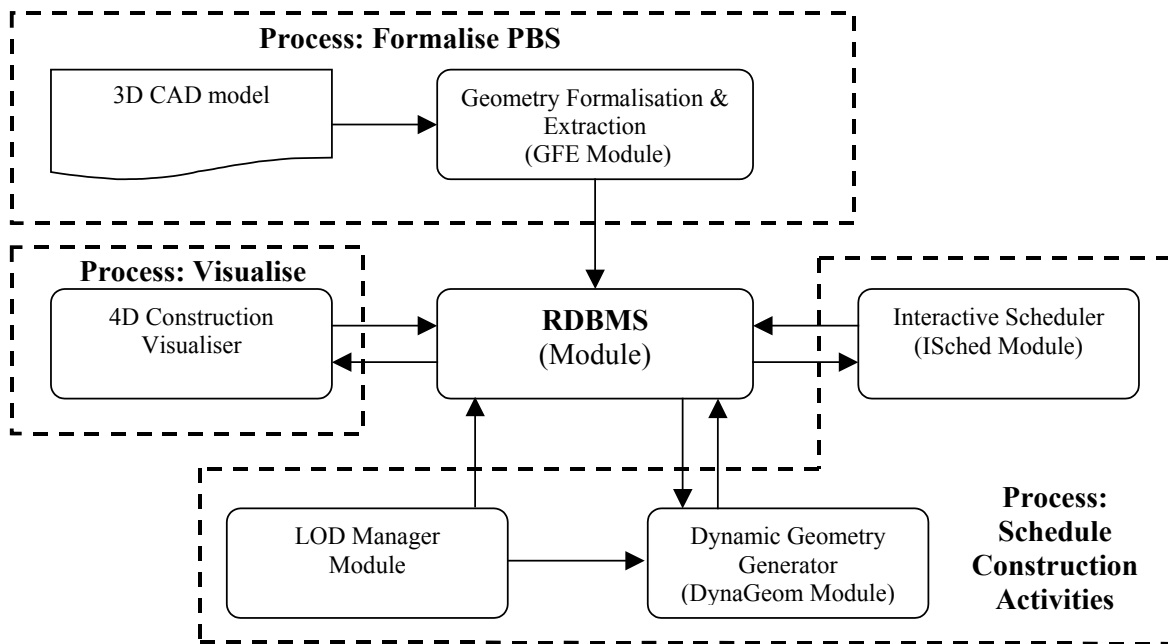 Process: Formalise PBS
3D CAD model
Geometry Formalisation &
Extraction
(GFE Module)
Process: Visualise
4D Construction
Visualiser
RDBMS
(Module)
Interactive Scheduler
(ISched Module)
LOD Manager
Module
Dynamic Geometry
Generator
(DynaGeom Module)
Process:
Schedule
Construction
Activities